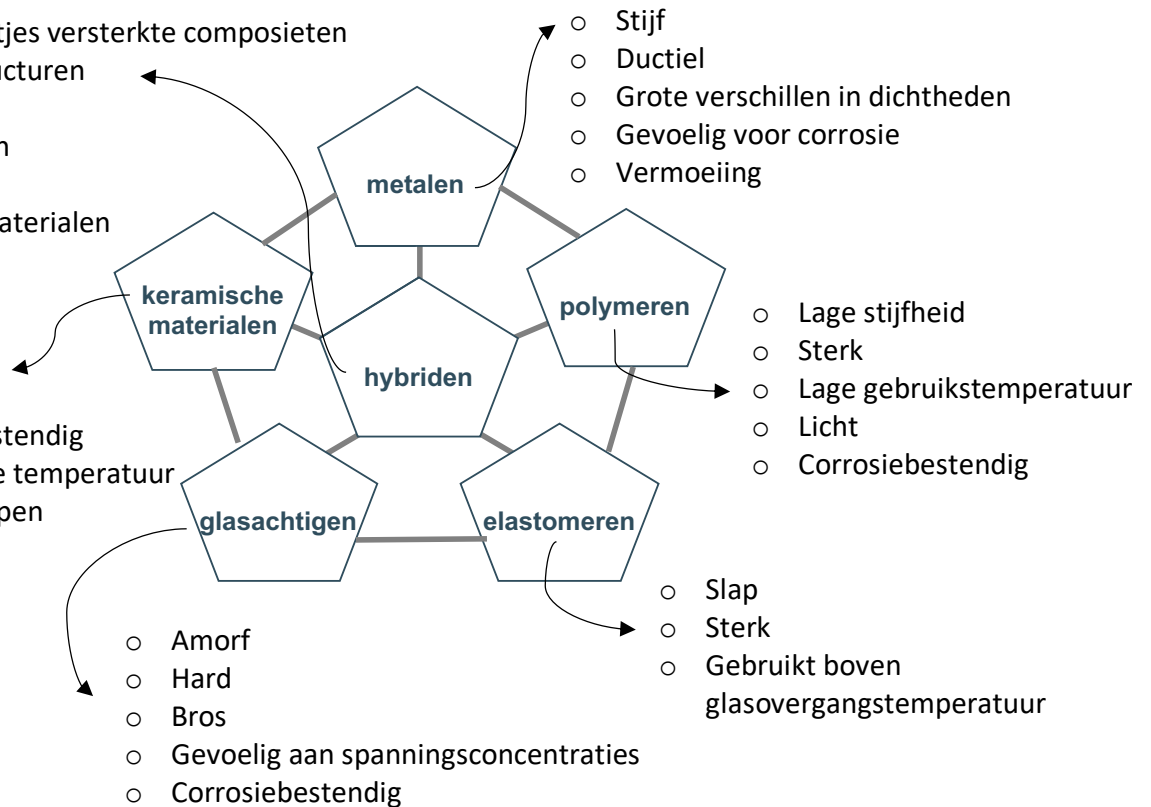 tjes versterkte composieten
cturen
n
aterialen
Stijf
Ductiel
Grote verschillen in dichtheden
Gevoelig voor corrosie
Vermoeiing
metalen
keramische
materialen
polymeren
hybriden
Lage stijfheid
Sterk
Lage gebruikstemperatuur
Licht
Corrosiebestendig
stendig
e temperatuur
pen
glasachtigen
elastomeren
Slap
Sterk
Gebruikt boven
glasovergangstemperatuur
Amorf
Hard
Bros
Gevoelig aan spanningsconcentraties
Corrosiebestendig